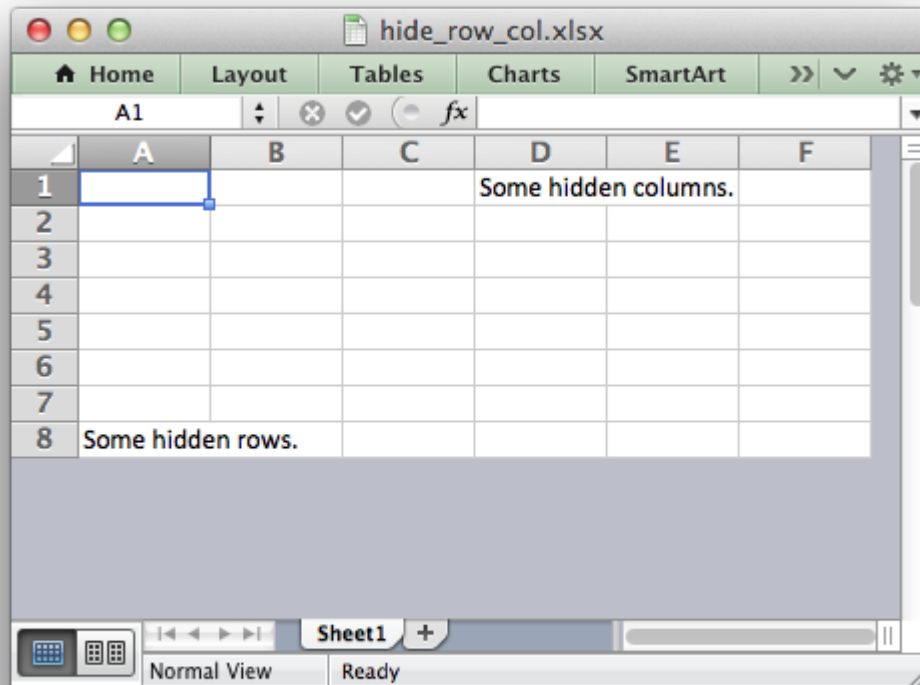 hide_row_col.xlsx
Home Layout Tables Charts SmartArt
A1 fx
A B C D E F
1 Some hidden columns.
2
3
4
5
6
7
8 Some hidden rows.
Sheet1
Normal View Ready